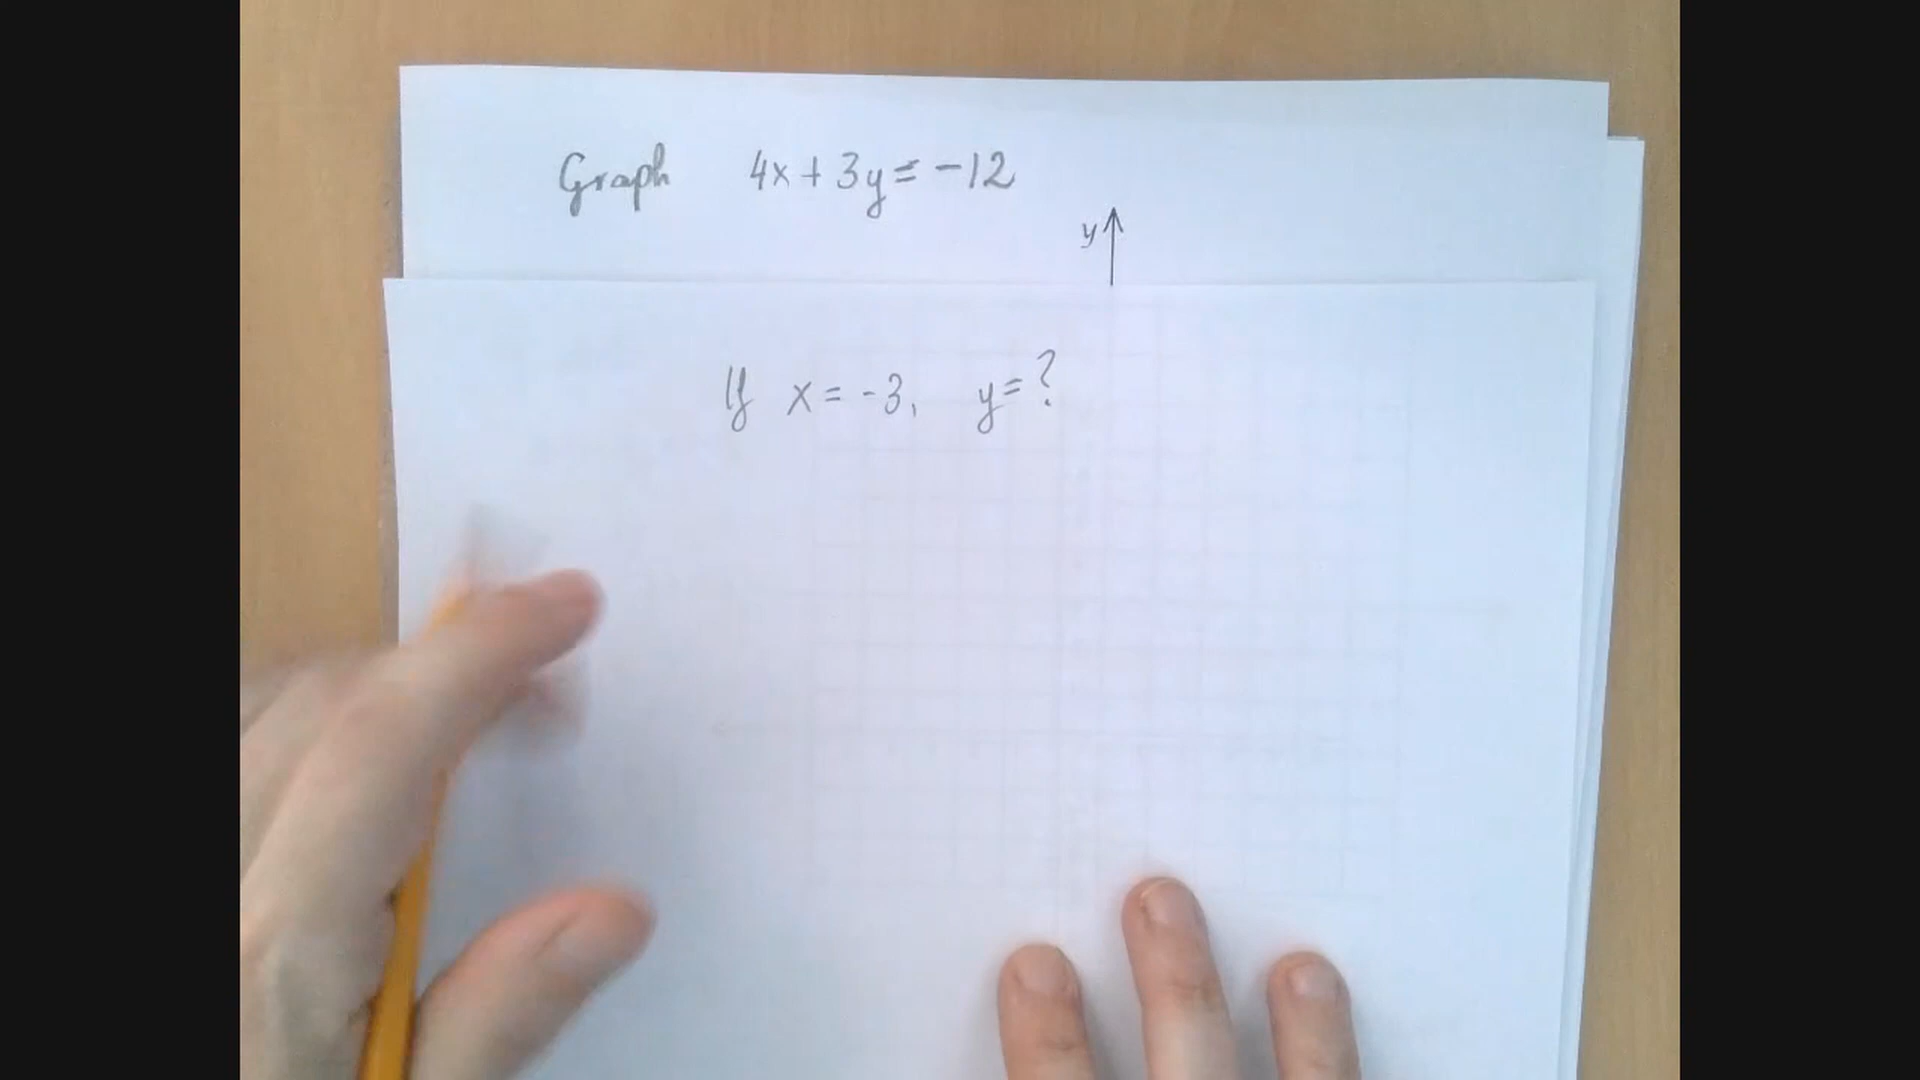 Graph 4x + 3y = -12
y
If x = -3, y = ?